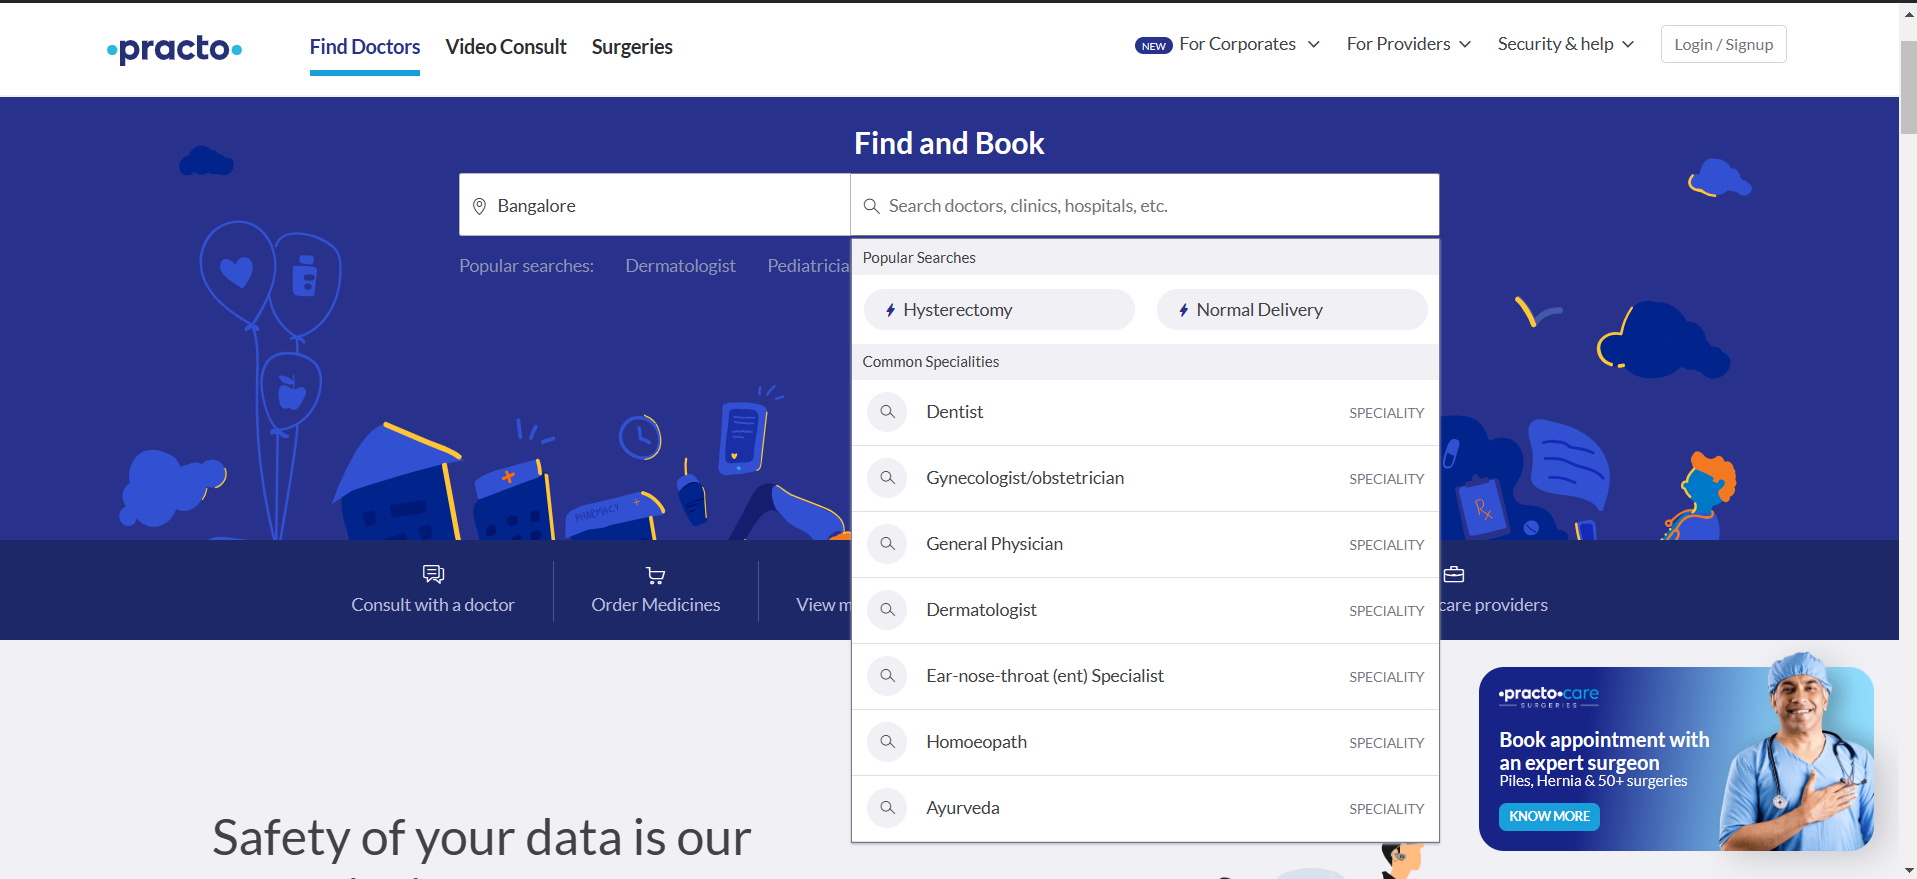 practo
Find Doctors
Video Consult
Surgeries
NEW For Corporates
For Providers
Security & help
Login / Signup
Find and Book
Bangalore
Search doctors, clinics, hospitals, etc.
Popular searches: Dermatologist Pediatricia
Popular Searches
Hysterectomy
Normal Delivery
Common Specialities
Dentist SPECIALITY
Gynecologist/obstetrician SPECIALITY
General Physician SPECIALITY
Dermatologist SPECIALITY
Ear-nose-throat (ent) Specialist SPECIALITY
Homoeopath SPECIALITY
Ayurveda SPECIALITY
PHARMACY
Rx
Consult with a doctor
Order Medicines
View m
care providers
practo care
SURGERIES
Book appointment with
an expert surgeon
Piles, Hernia & 50+ surgeries
KNOW MORE
Safety of your data is our